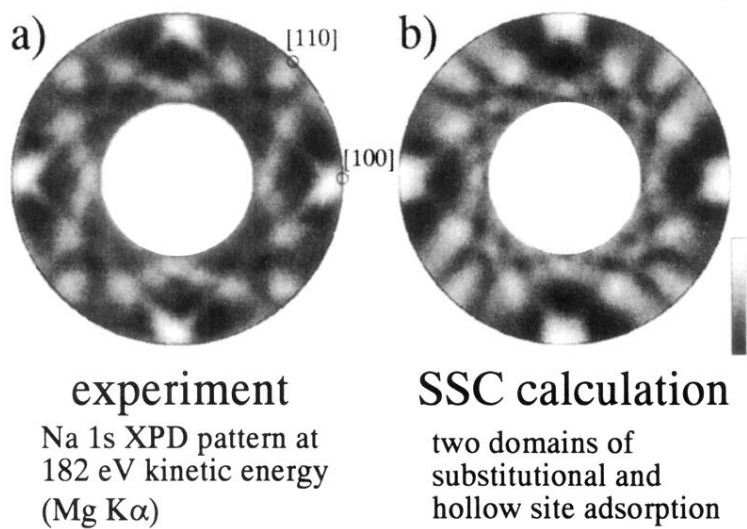 a)
[110]
[100]
experiment
Na 1s XPD pattern at
182 eV kinetic energy
(Mg Kα)
b)
SSC calculation
two domains of
substitutional and
hollow site adsorption